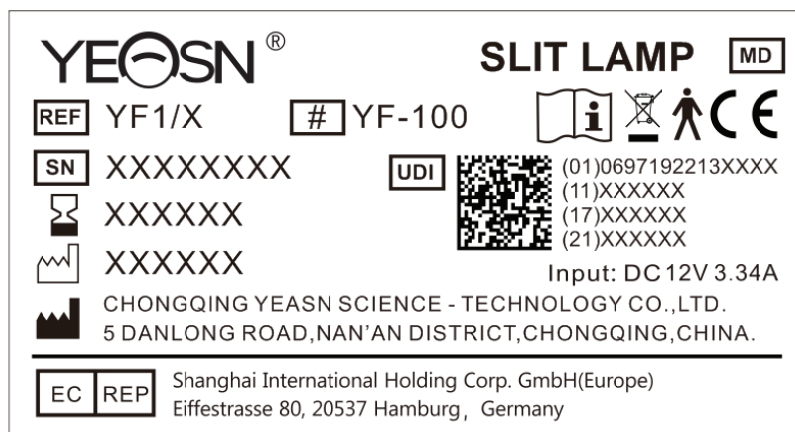 YEOSN ®
SLIT LAMP MD
REF YF1/X # YF-100
CE
SN XXXXXXXX
UDI
(01)0697192213XXXX
(11)XXXXXX
(17)XXXXXX
(21)XXXXXX
XXXXXX
XXXXXX
Input: DC 12V 3.34A
CHONGQING YEASN SCIENCE - TECHNOLOGY CO.,LTD.
5 DANLONG ROAD,NAN'AN DISTRICT,CHONGQING,CHINA.
EC REP
Shanghai International Holding Corp. GmbH(Europe)
Eiffestrasse 80, 20537 Hamburg, Germany